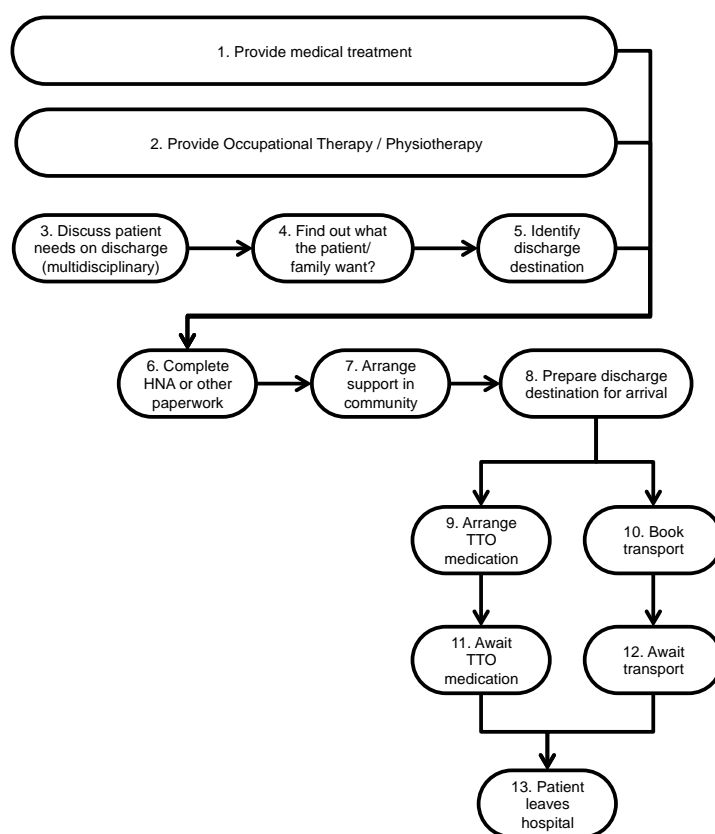 1. Provide medical treatment
2. Provide Occupational Therapy / Physiotherapy
3. Discuss patient
needs on discharge
(multidisciplinary)
4. Find out what
the patient/
family want?
5. Identify
discharge
destination
6. Complete
HNA or other
paperwork
7. Arrange
support in
community
8. Prepare discharge
destination for arrival
9. Arrange
TTO
medication
10. Book
transport
11. Await
TTO
medication
12. Await
transport
13. Patient
leaves
hospital